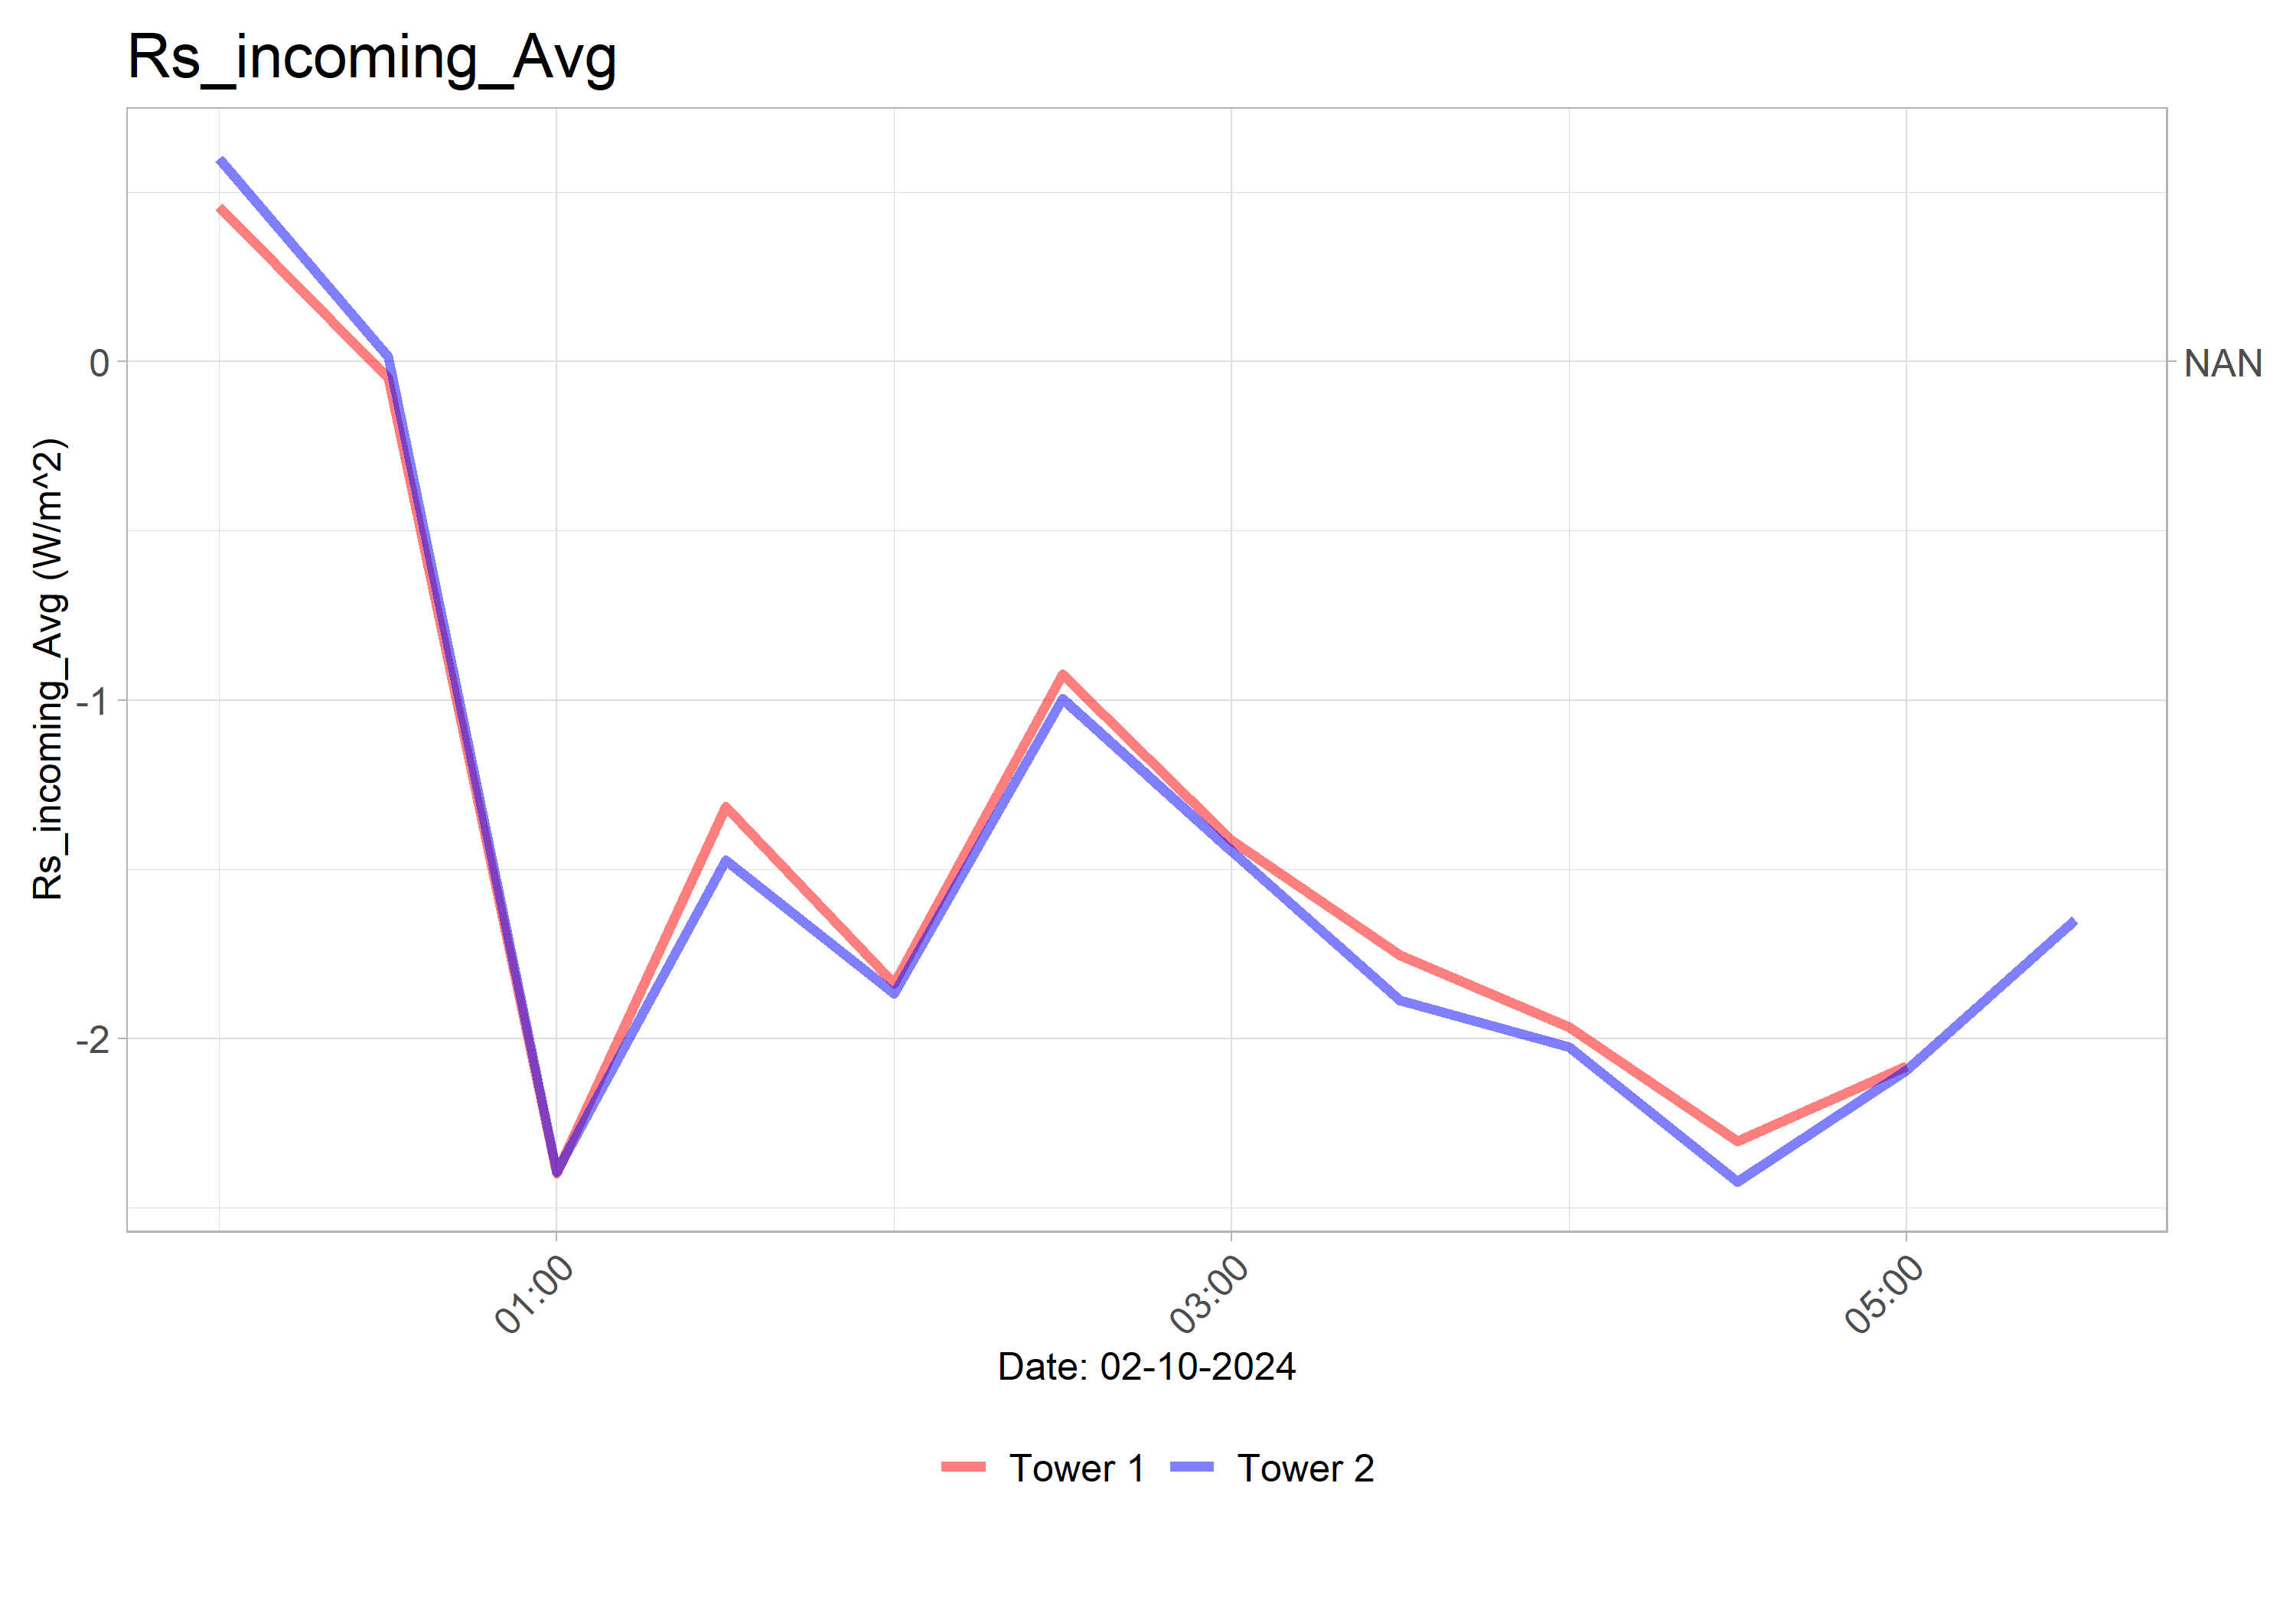 Rs_incoming_Avg
Rs_incoming_Avg (W/m^2)
0
-1
-2
NAN
01:00
03:00
05:00
Date: 02-10-2024
Tower 1
Tower 2